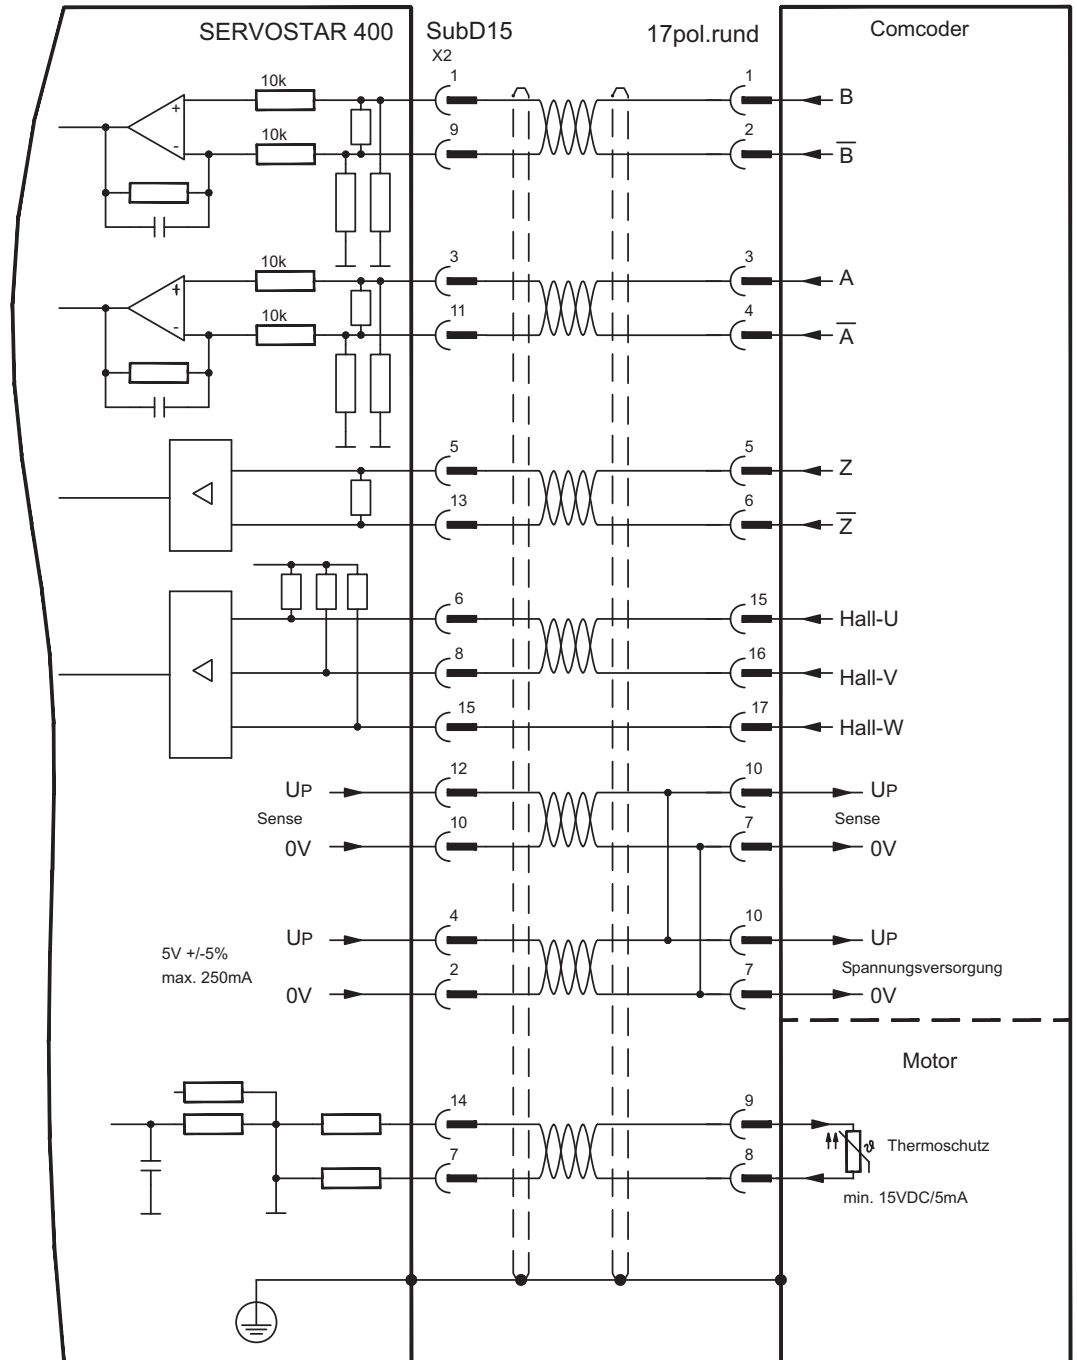 SERVOSTAR 400 SubD15 17pol.rund Comcoder
X2
10k 1 1 B
10k 9 2 B̅
+
-
10k 3 3 A
10k 11 4 A̅
+
-
5 5 Z
13 6 Z̅
6 15 Hall-U
8 16 Hall-V
15 17 Hall-W
UP 12 10 UP
Sense Sense
0V 10 7 0V
UP 4 10 UP
5V +/-5%
max. 250mA
Spannungsversorgung
0V 2 7 0V
Motor
14 9
ϑ Thermoschutz
7 8
min. 15VDC/5mA